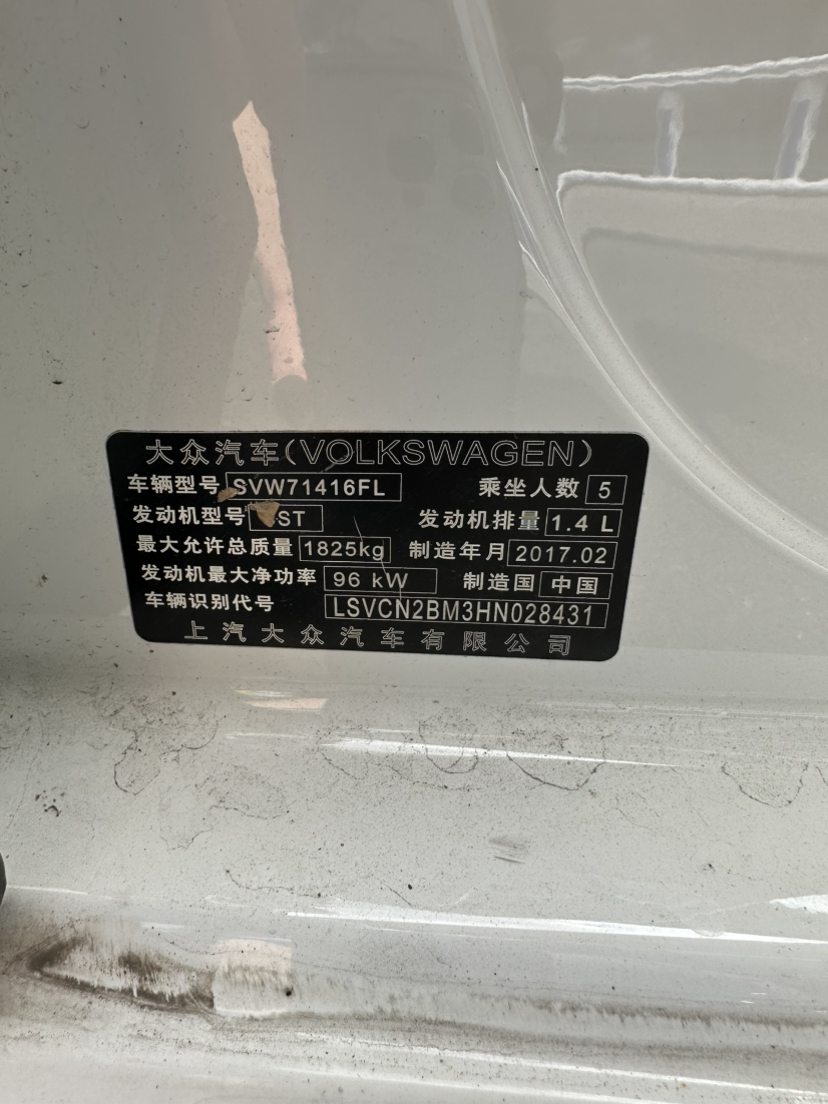 大众汽车(VOLKSWAGEN)
车辆型号 SVW71416FL 乘坐人数 5
发动机型号 ST 发动机排量 1.4 L
最大允许总质量 1825kg 制造年月 2017.02
发动机最大净功率 96 kW 制造国 中国
车辆识别代号 LSVCN2BM3HN028431
上汽大众汽车有限公司